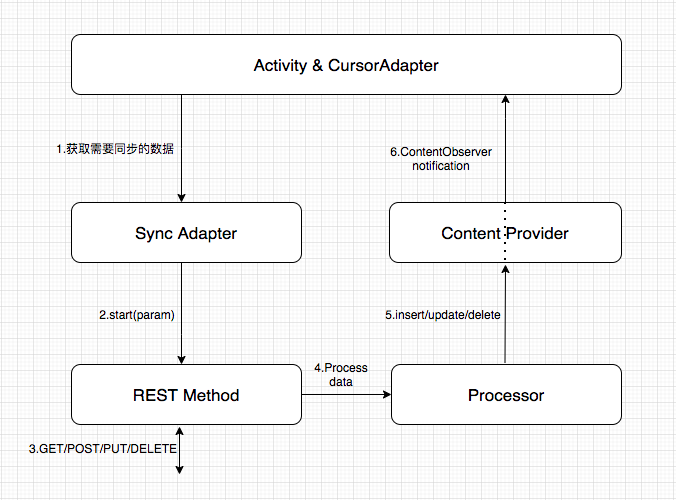 Activity & CursorAdapter
1.获取需要同步的数据
6.ContentObserver
notification
Sync Adapter
Content Provider
2.start(param)
5.insert/update/delete
4.Process
data
REST Method
Processor
3.GET/POST/PUT/DELETE